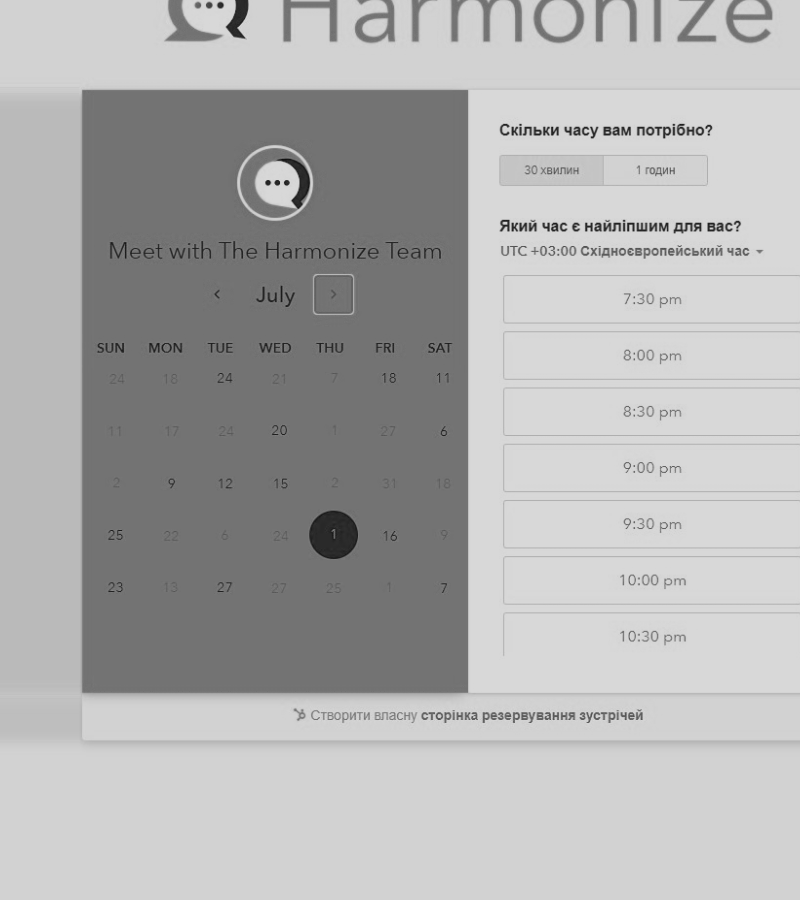 Harmonize
Meet with The Harmonize Team
July
SUN MON TUE WED THU FRI SAT
24 18 24 21 7 18 11
11 17 24 20 1 27 6
2 9 12 15 2 31 18
25 22 6 24 1 16 9
23 13 27 27 25 1 7
Скільки часу вам потрібно?
30 хвилин 1 годин
Який час є найліпшим для вас?
UTC +03:00 Східноєвропейський час
7:30 pm
8:00 pm
8:30 pm
9:00 pm
9:30 pm
10:00 pm
10:30 pm
Створити власну сторінка резервування зустрічей